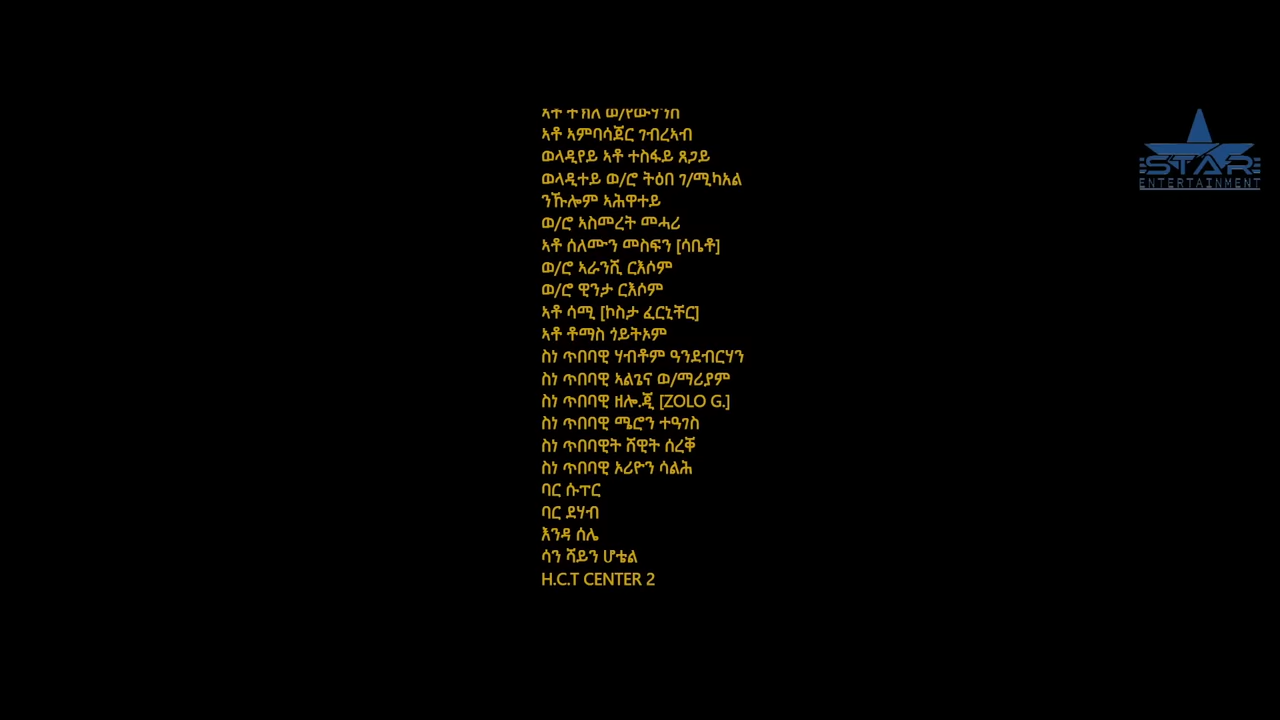 ኣቶ ኣምባሳጀር ገብረኣብ
ወላዲየይ ኣቶ ተስፋይ ጸጋይ
ወላዲተይ ወ/ሮ ትዕበ ገ/ሚካአል
ንኹሎም ኣሕዋተይ
ወ/ሮ ኣስመረት መሓሪ
ኣቶ ሰለሙን መስፍን [ሳቤቶ]
ወ/ሮ ኣራንሺ ርእሶም
ወ/ሮ ዊንታ ርእሶም
ኣቶ ሳሚ [ኮስታ ፈርኒቸር]
ኣቶ ቶማስ ጎይትኦም
ስነ ጥበባዊ ሃብቶም ዓንደብርሃን
ስነ ጥበባዊ ኣልጌና ወ/ማሪያም
ስነ ጥበባዊ ዘሎ.ጂ [ZOLO G.]
ስነ ጥበባዊ ሜሮን ተዓገስ
ስነ ጥበባዊት ሸዊት ሰረቐ
ስነ ጥበባዊ ኦሪዮን ሳልሕ
ባር ሱፐር
ባር ደሃብ
እንዳ ሰሌ
ሳን ሻይን ሆቴል
H.C.T CENTER 2
STAR
ENTERTAINMENT